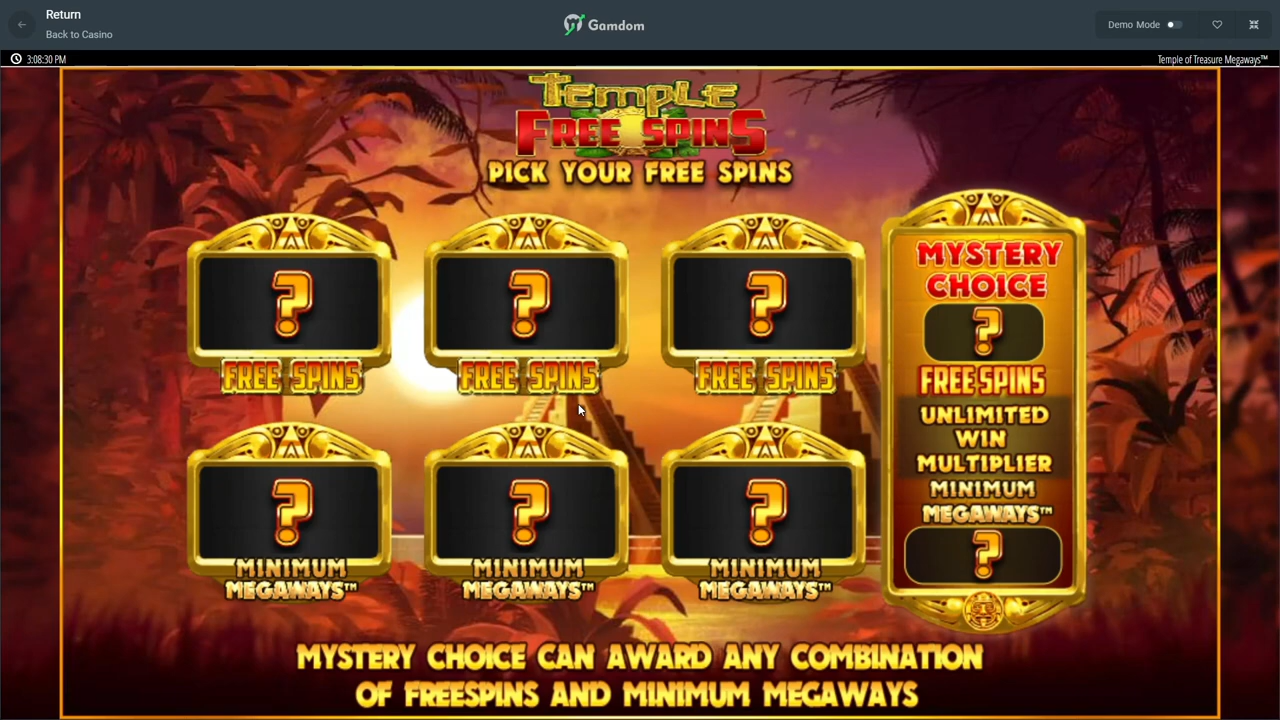 Return
Back to Casino
Gamdom
Demo Mode
3:08:30 PM
Temple of Treasure Megaways™
TEMPLE
FREE SPINS
PICK YOUR FREE SPINS
?
FREE SPINS
?
FREE SPINS
?
FREE SPINS
?
MINIMUM
MEGAWAYS™
?
MINIMUM
MEGAWAYS™
?
MINIMUM
MEGAWAYS™
MYSTERY
CHOICE
?
FREE SPINS
UNLIMITED
WIN
MULTIPLIER
MINIMUM
MEGAWAYS™
?
MYSTERY CHOICE CAN AWARD ANY COMBINATION
OF FREESPINS AND MINIMUM MEGAWAYS